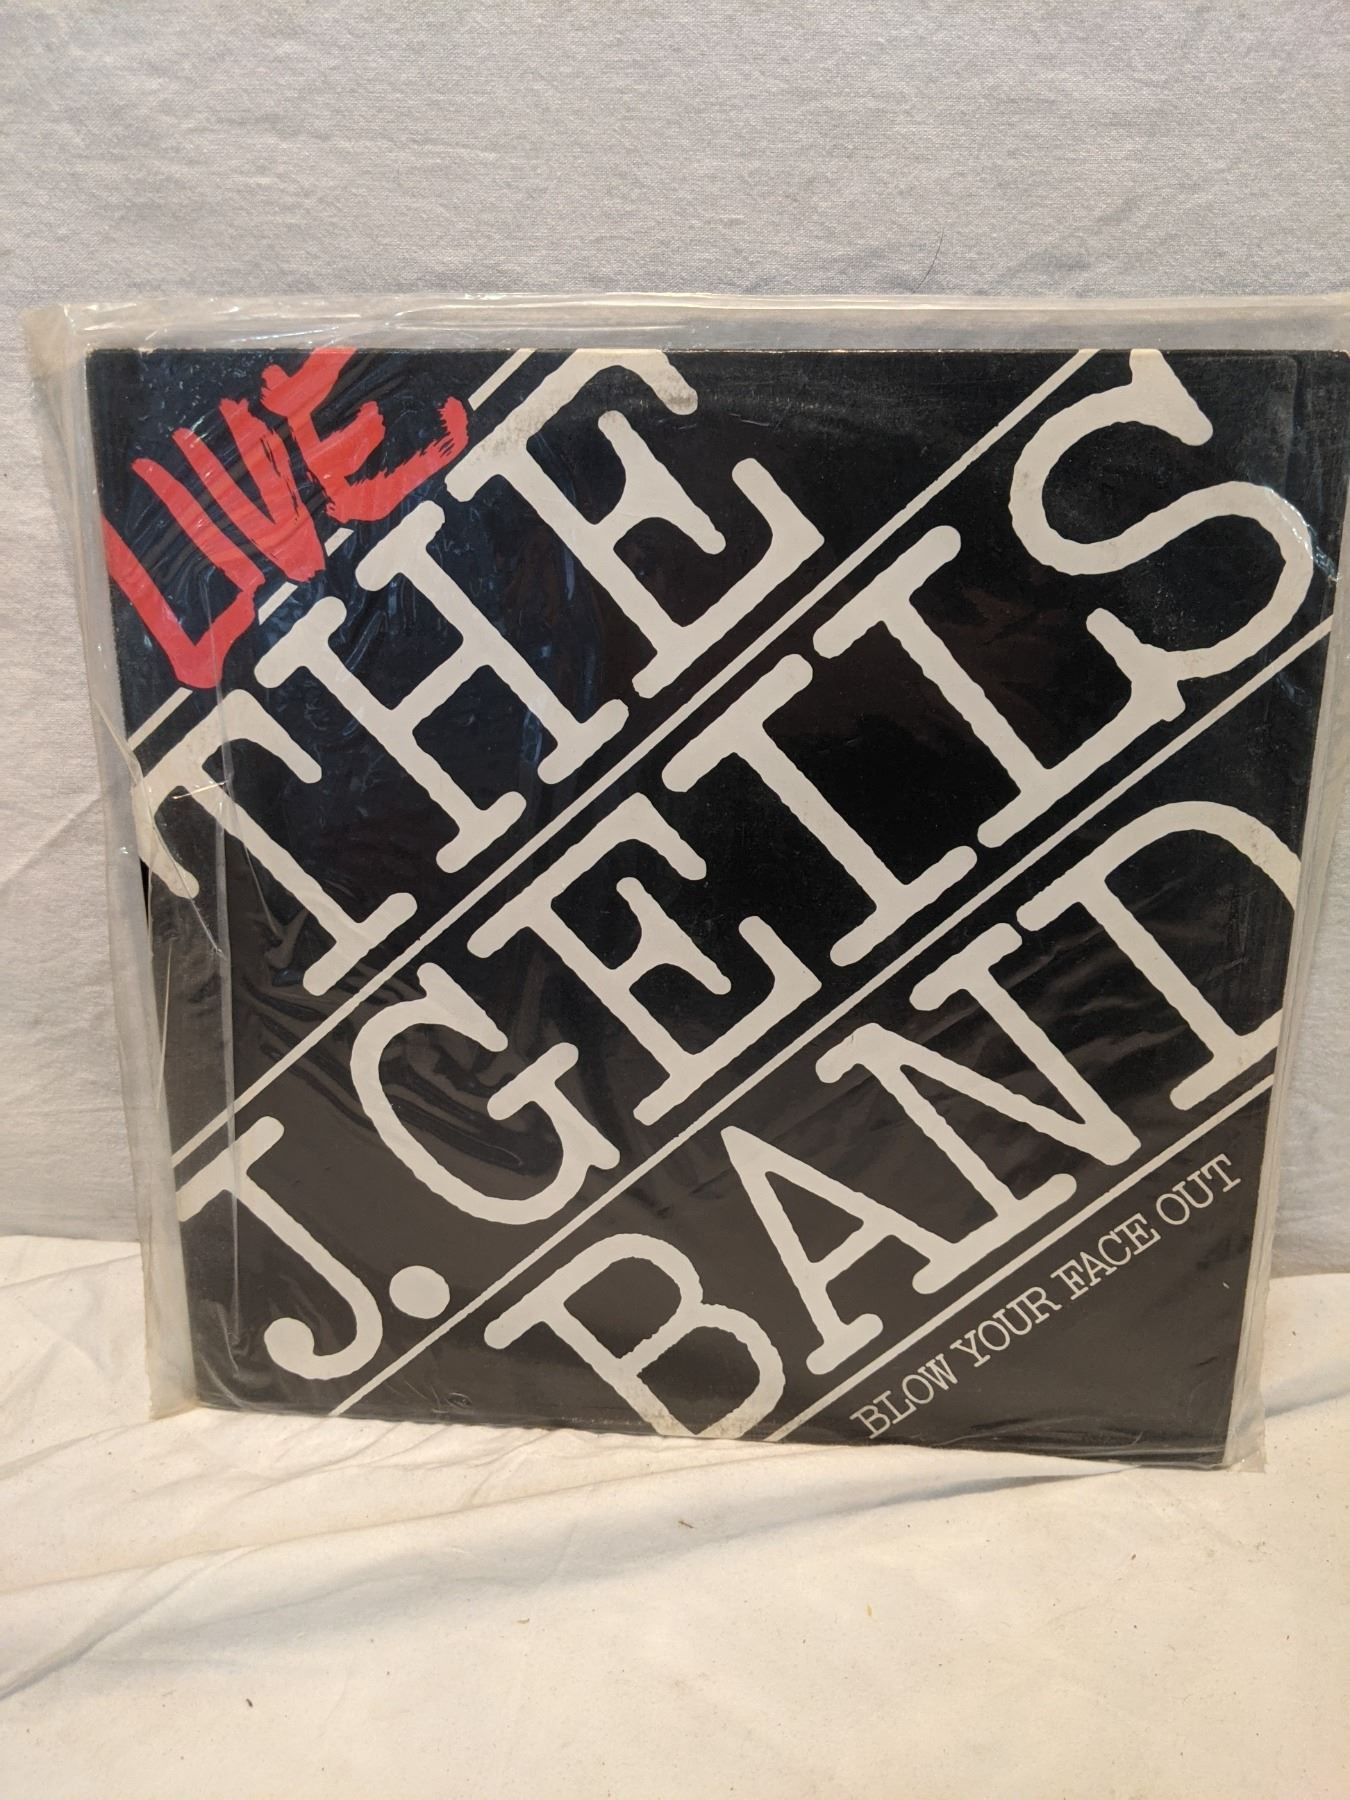 LIVE
THE
J. GEILS
BAND
BLOW YOUR FACE OUT